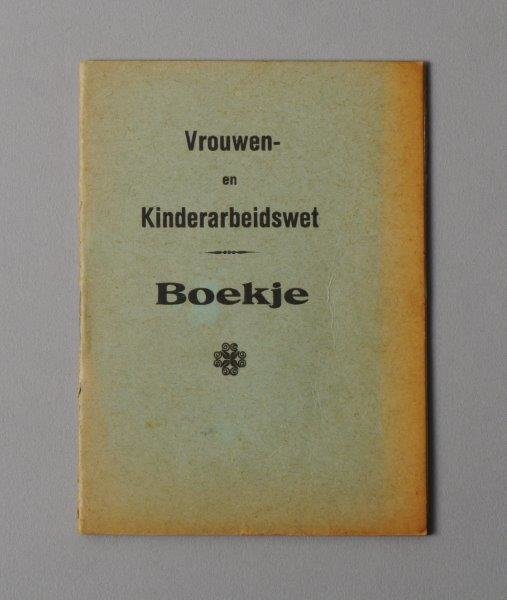 Vrouwen-
en
Kinderarbeidswet
Boekje